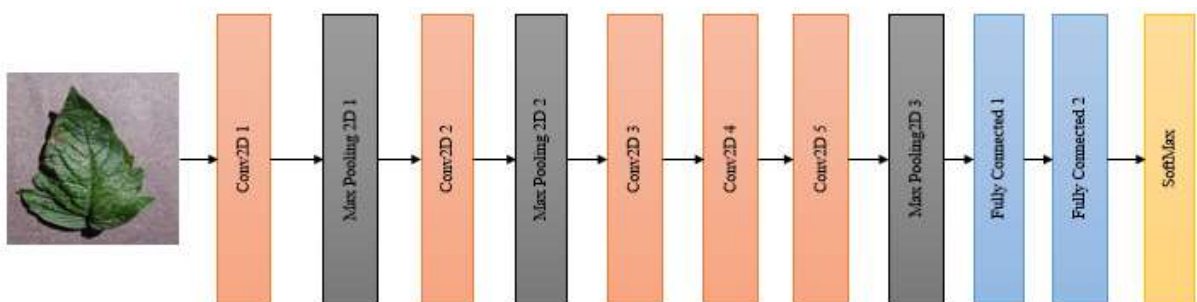 Conv2D 1
Max Pooling 2D 1
Conv2D 2
Max Pooling 2D 2
Conv2D 3
Conv2D 4
Conv2D 5
Max Pooling2D 3
Fully Connected 1
Fully Connected 2
SoftMax